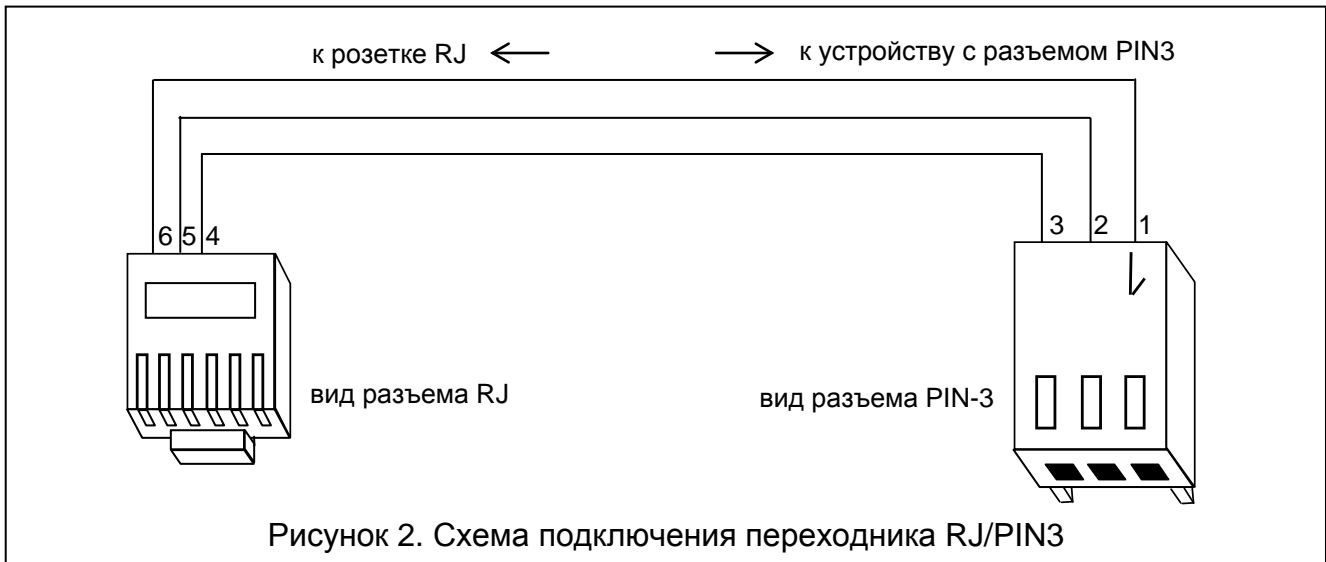 к розетке RJ
к устройству с разъемом PIN3
6 5 4
3 2 1
вид разъема RJ
вид разъема PIN-3
Рисунок 2. Схема подключения переходника RJ/PIN3